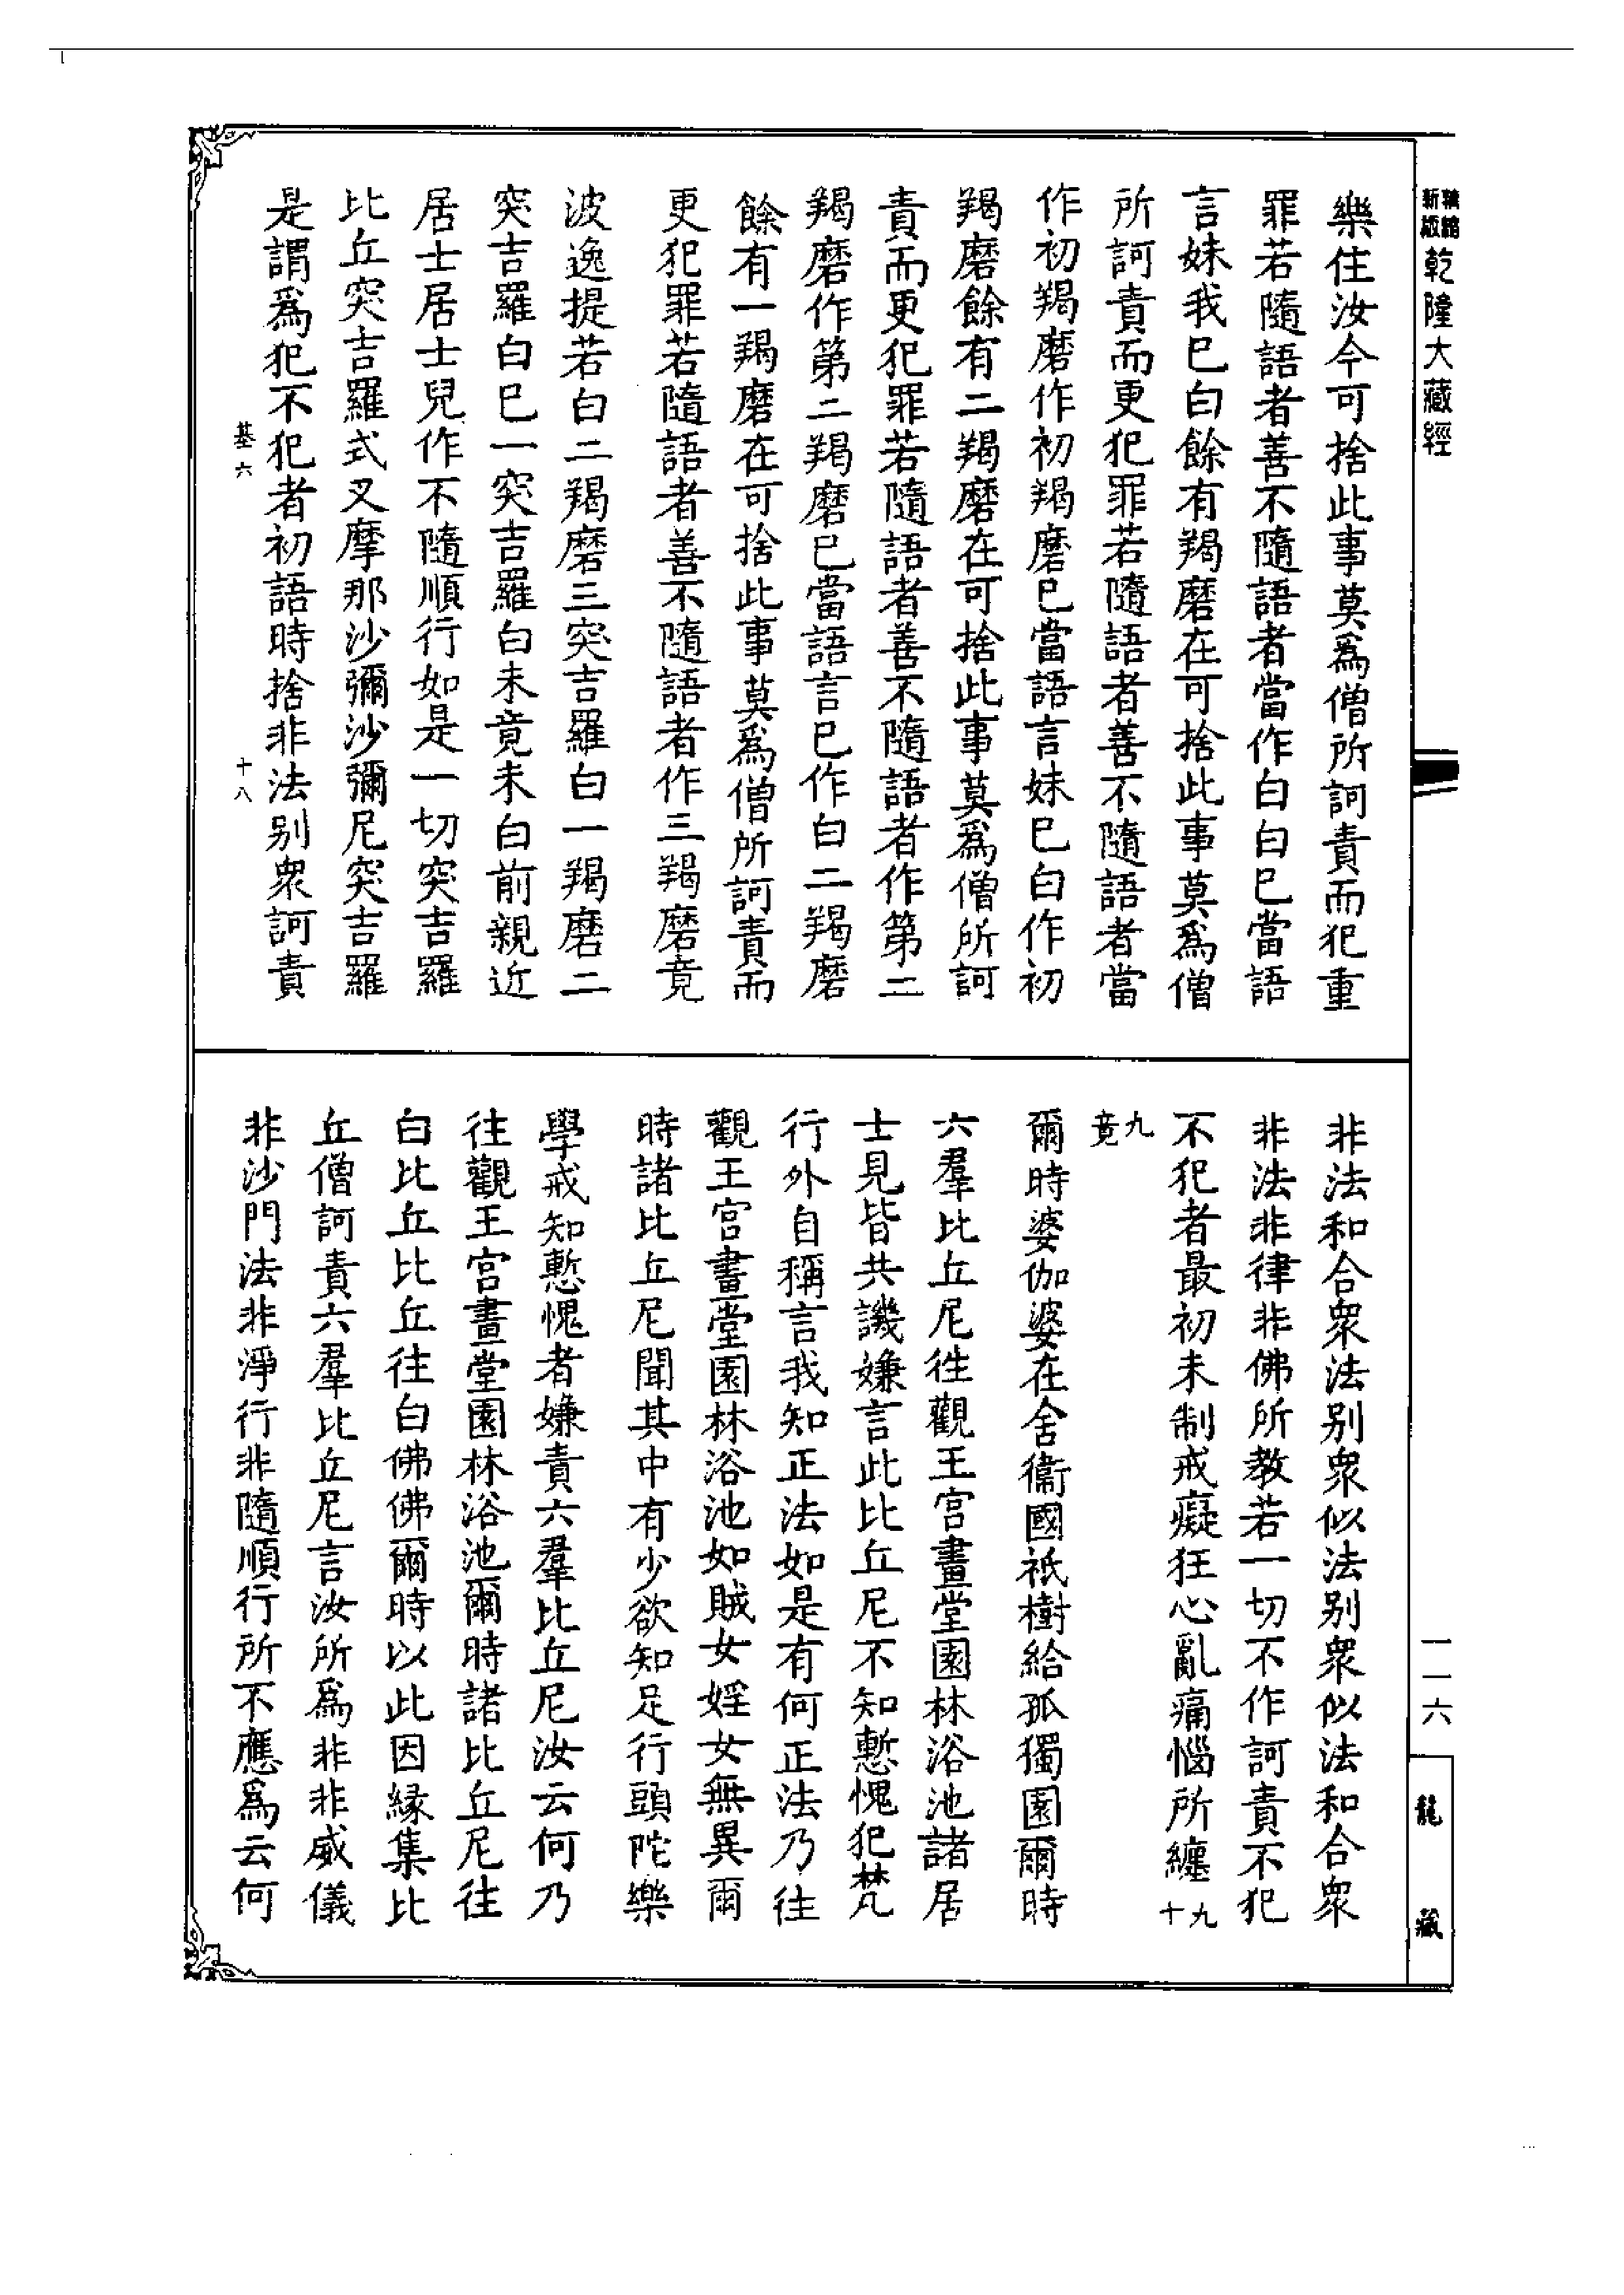 新版精縮乾隆大藏經
樂住汝今可捨此事莫爲僧所訶責而犯重
罪若隨語者善不隨語者當作白白已當語
言妹我已白餘有羯磨在可捨此事莫爲僧
所訶責而更犯罪若隨語者善不隨語者當
作初羯磨作初羯磨已當語言妹已白作初
羯磨餘有二羯磨在可捨此事莫爲僧所訶
責而更犯罪若隨語者善不隨語者作第二
羯磨作第二羯磨已當語言已作白二羯磨
餘有一羯磨在可捨此事莫爲僧所訶責而
更犯罪若隨語者善不隨語者作三羯磨竟
波逸提若白二羯磨三突吉羅白一羯磨二
突吉羅白已一突吉羅白未竟未白前親近
居士居士兒作不隨順行如是一切突吉羅
比丘突吉羅式叉摩那沙彌沙彌尼突吉羅
是謂爲犯不犯者初語時捨非法別衆訶責
基六
十八
非法和合衆法別衆似法別衆似法和合衆
非法非律非佛所教若一切不作訶責不犯
不犯者最初未制戒癡狂心亂痛惱所纏九十
九竟
爾時婆伽婆在舍衞國祇樹給孤獨園爾時
六羣比丘尼徃觀王宮畫堂園林浴池諸居
士見皆共譏嫌言此比丘尼不知慙愧犯梵
行外自稱言我知正法如是有何正法乃往
觀王宮畫堂園林浴池如賊女婬女無異爾
時諸比丘尼聞其中有少欲知足行頭陀樂
學戒知慙愧者嫌責六羣比丘尼汝云何乃
往觀王宮畫堂園林浴池爾時諸比丘尼往
白比丘比丘往白佛佛爾時以此因緣集比
丘僧訶責六羣比丘尼言汝所爲非非威儀
非沙門法非淨行非隨順行所不應爲云何
一一六
龍藏